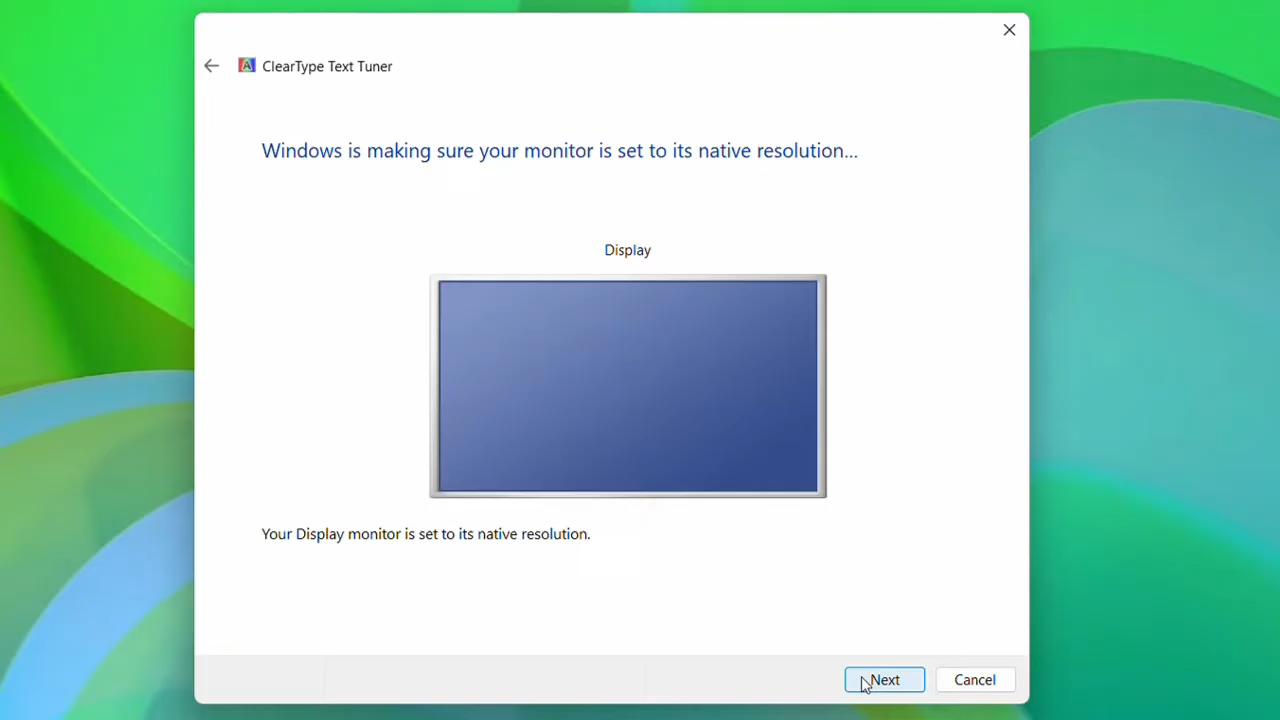 ClearType Text Tuner
Windows is making sure your monitor is set to its native resolution...
Display
Your Display monitor is set to its native resolution.
Next
Cancel